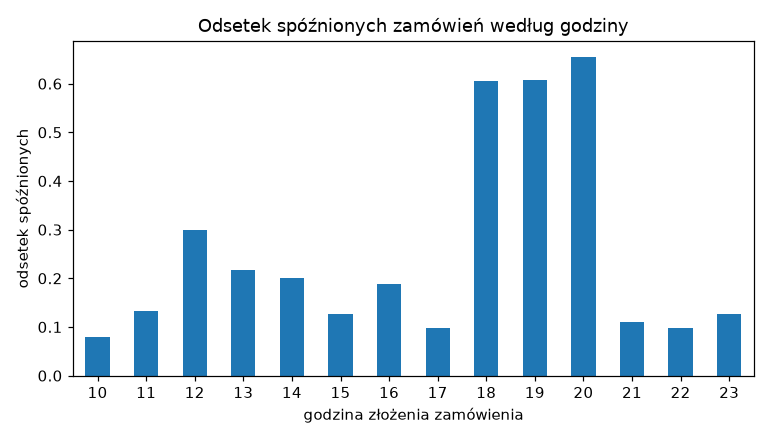 Odsetek spóźnionych zamówień według godziny
odsetek spóźnionych
0.6
0.5
0.4
0.3
0.2
0.1
0.0
10 11 12 13 14 15 16 17 18 19 20 21 22 23
godzina złożenia zamówienia